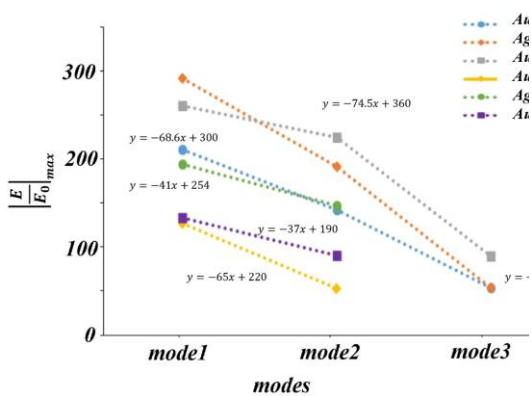 Au
Ag
Au
Au
Ag
Au
300
200
100
0
|E/E0|max
y = −74.5x + 360
y = −68.6x + 300
y = −41x + 254
y = −37x + 190
y = −65x + 220
y = −
mode1 mode2 mode3
modes